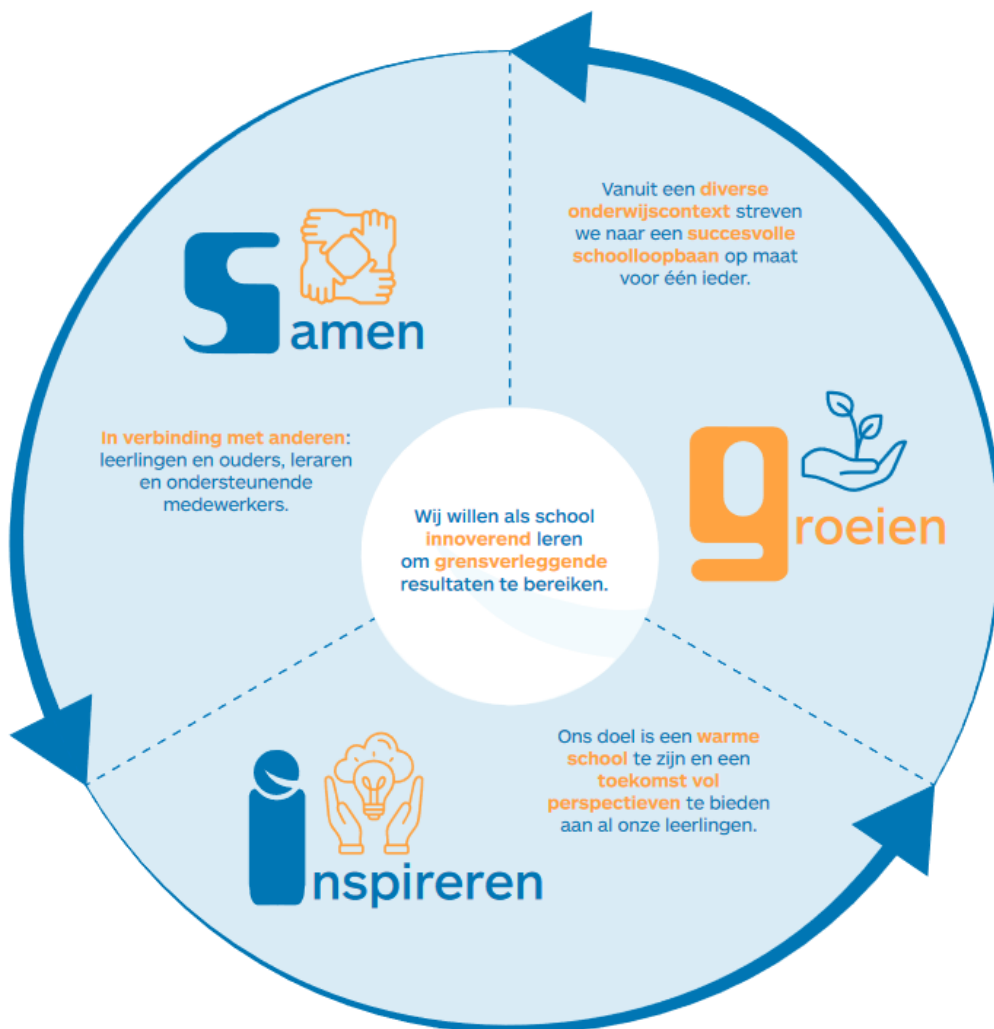 Samen
In verbinding met anderen:
leerlingen en ouders, leraren
en ondersteunende
medewerkers.
Vanuit een diverse
onderwijscontext streven
we naar een succesvolle
schoolloopbaan op maat
voor één ieder.
groeien
Wij willen als school
innoverend leren
om grensverleggende
resultaten te bereiken.
inspireren
Ons doel is een warme
school te zijn en een
toekomst vol
perspectieven te bieden
aan al onze leerlingen.